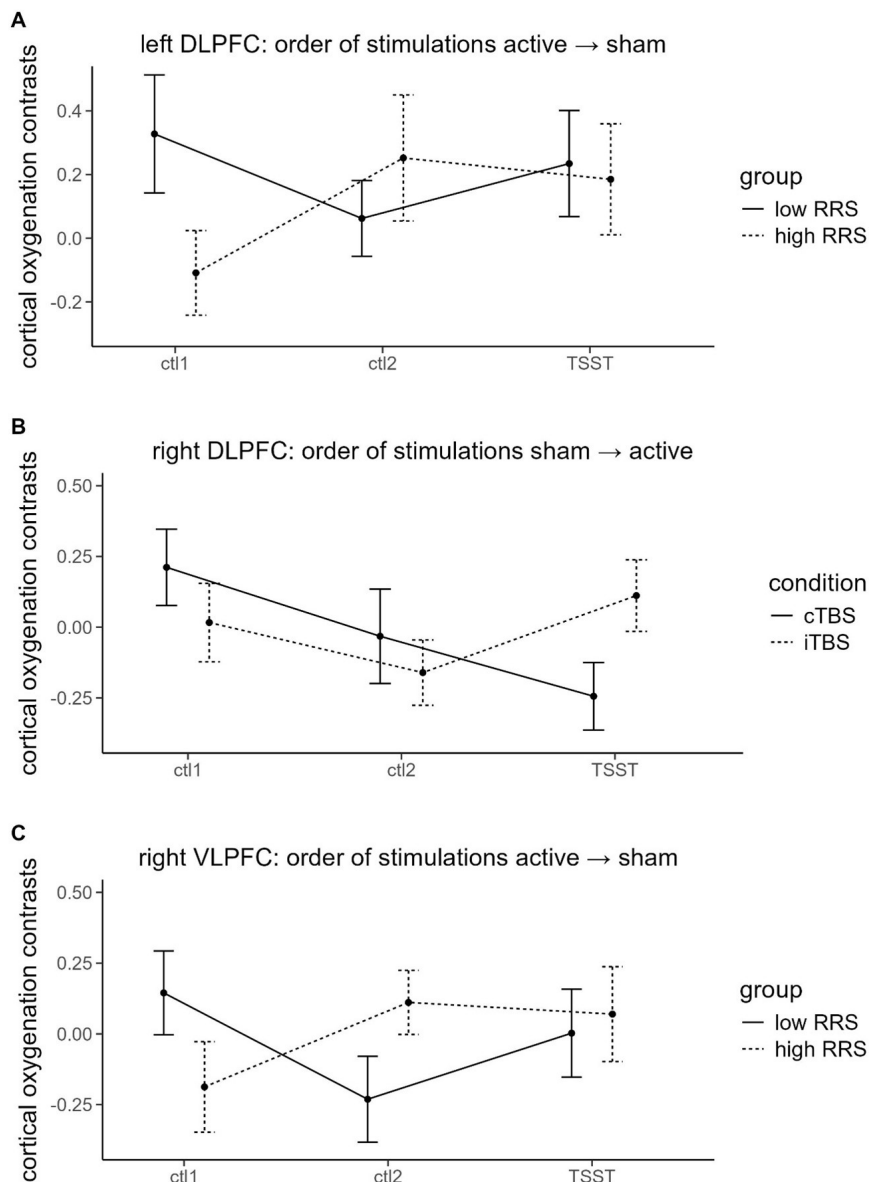 A
left DLPFC: order of stimulations active → sham
cortical oxygenation contrasts
0.4
0.2
0.0
-0.2
ctl1
ctl2
TSST
group
low RRS
high RRS
B
right DLPFC: order of stimulations sham → active
cortical oxygenation contrasts
0.50
0.25
0.00
-0.25
ctl1
ctl2
TSST
condition
cTBS
iTBS
C
right VLPFC: order of stimulations active → sham
cortical oxygenation contrasts
0.50
0.25
0.00
-0.25
ctl1
ctl2
TSST
group
low RRS
high RRS